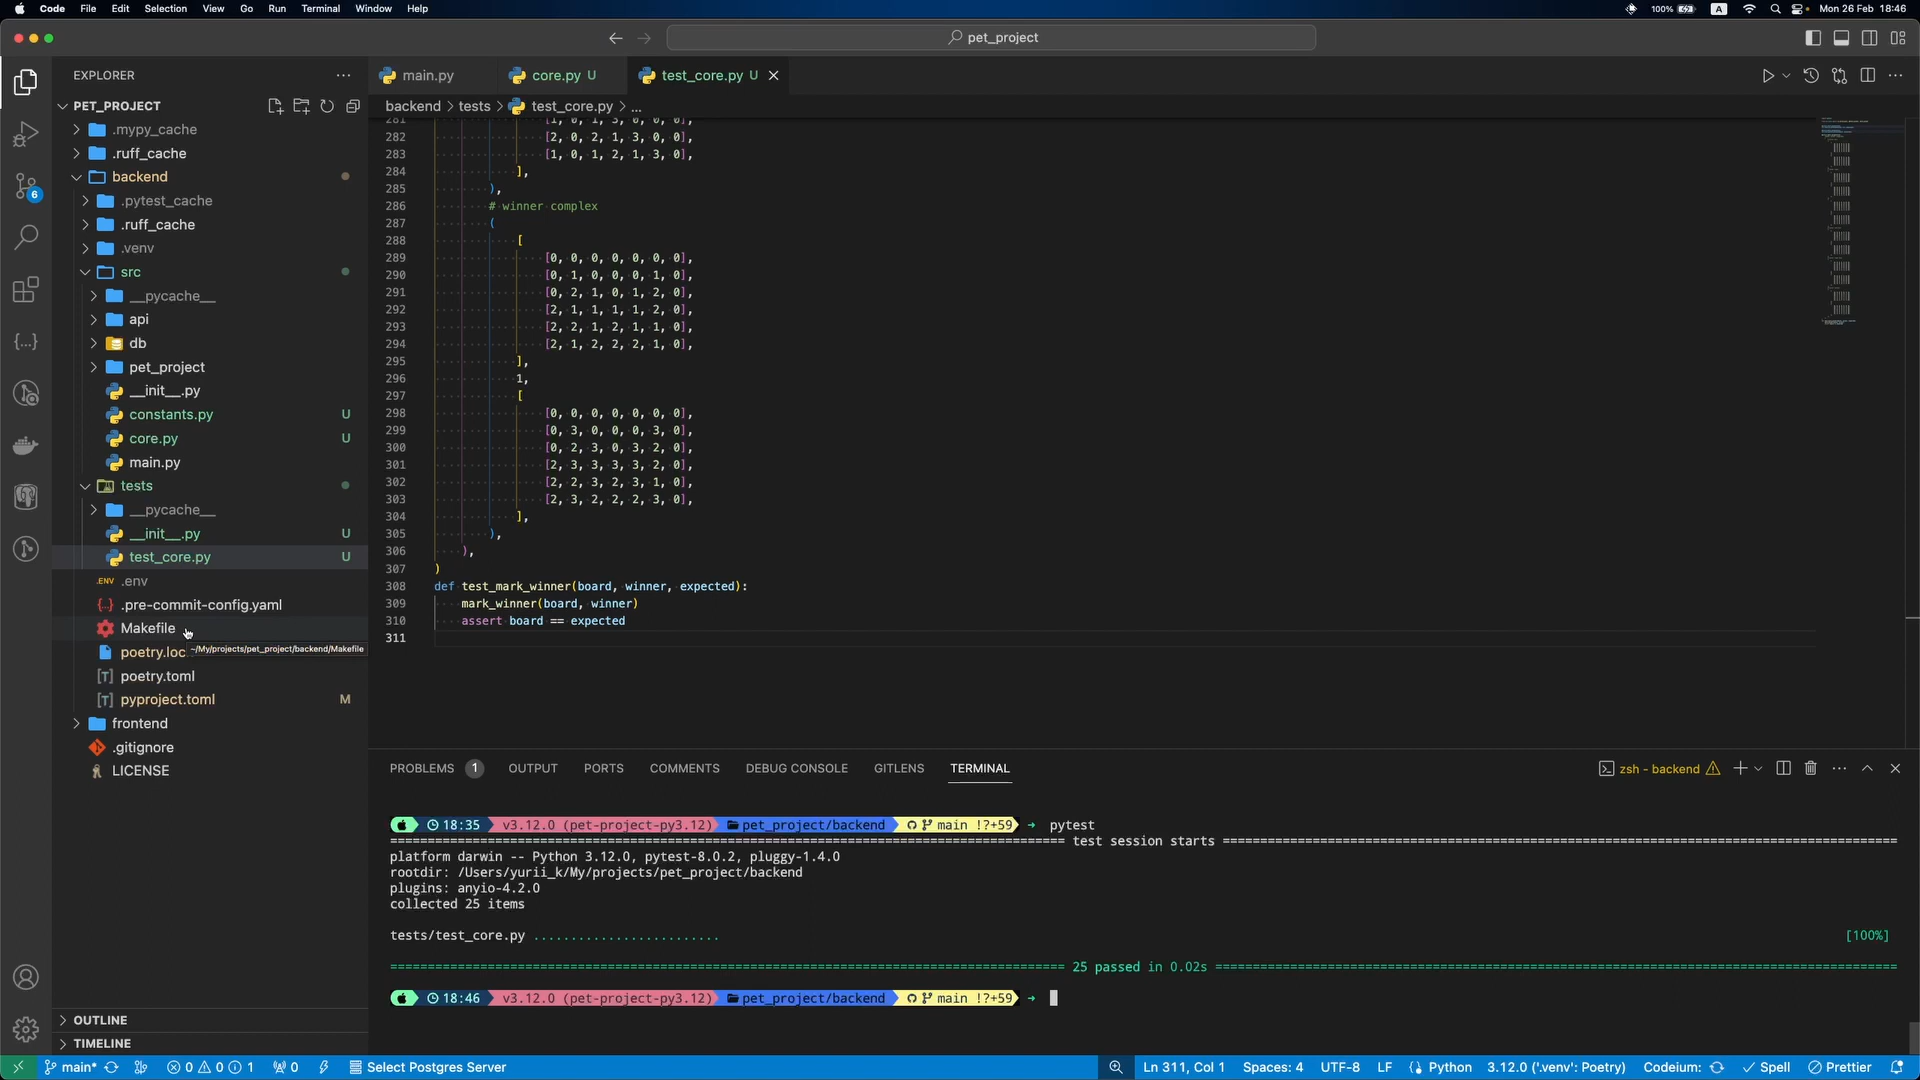 Code File Edit Selection View Go Run Terminal Window Help
100% A Mon 26 Feb 18:46
pet_project
EXPLORER
PET_PROJECT
.mypy_cache
.ruff_cache
backend
.pytest_cache
.ruff_cache
.venv
src
__pycache__
api
db
pet_project
__init__.py
constants.py U
core.py U
main.py
tests
__pycache__
__init__.py U
test_core.py U
.ENV .env
.pre-commit-config.yaml
Makefile
poetry.loc
~/My/projects/pet_project/backend/Makefile
poetry.toml
pyproject.toml M
frontend
.gitignore
LICENSE
OUTLINE
TIMELINE
6
main.py core.py U test_core.py U
backend > tests > test_core.py > ...
281 [1, 0, 1, 3, 0, 0, 0],
282 [2, 0, 2, 1, 3, 0, 0],
283 [1, 0, 1, 2, 1, 3, 0],
284 ],
285 ),
286 # winner complex
287 (
288 [
289 [0, 0, 0, 0, 0, 0, 0],
290 [0, 1, 0, 0, 0, 1, 0],
291 [0, 2, 1, 0, 1, 2, 0],
292 [2, 1, 1, 1, 1, 2, 0],
293 [2, 2, 1, 2, 1, 1, 0],
294 [2, 1, 2, 2, 2, 1, 0],
295 ],
296 1,
297 [
298 [0, 0, 0, 0, 0, 0, 0],
299 [0, 3, 0, 0, 0, 3, 0],
300 [0, 2, 3, 0, 3, 2, 0],
301 [2, 3, 3, 3, 3, 2, 0],
302 [2, 2, 3, 2, 3, 1, 0],
303 [2, 3, 2, 2, 2, 3, 0],
304 ],
305 ),
306 ),
307 )
308 def test_mark_winner(board, winner, expected):
309 mark_winner(board, winner)
310 assert board == expected
311
PROBLEMS 1 OUTPUT PORTS COMMENTS DEBUG CONSOLE GITLENS TERMINAL
zsh - backend
18:35 v3.12.0 (pet-project-py3.12) pet_project/backend main !?+59 → pytest
test session starts
platform darwin -- Python 3.12.0, pytest-8.0.2, pluggy-1.4.0
rootdir: /Users/yurii_k/My/projects/pet_project/backend
plugins: anyio-4.2.0
collected 25 items
tests/test_core.py ......................... [100%]
25 passed in 0.02s
18:46 v3.12.0 (pet-project-py3.12) pet_project/backend main !?+59 →
main* 0 0 1 0 Select Postgres Server Ln 311, Col 1 Spaces: 4 UTF-8 LF Python 3.12.0 ('.venv': Poetry) Codeium: Spell Prettier